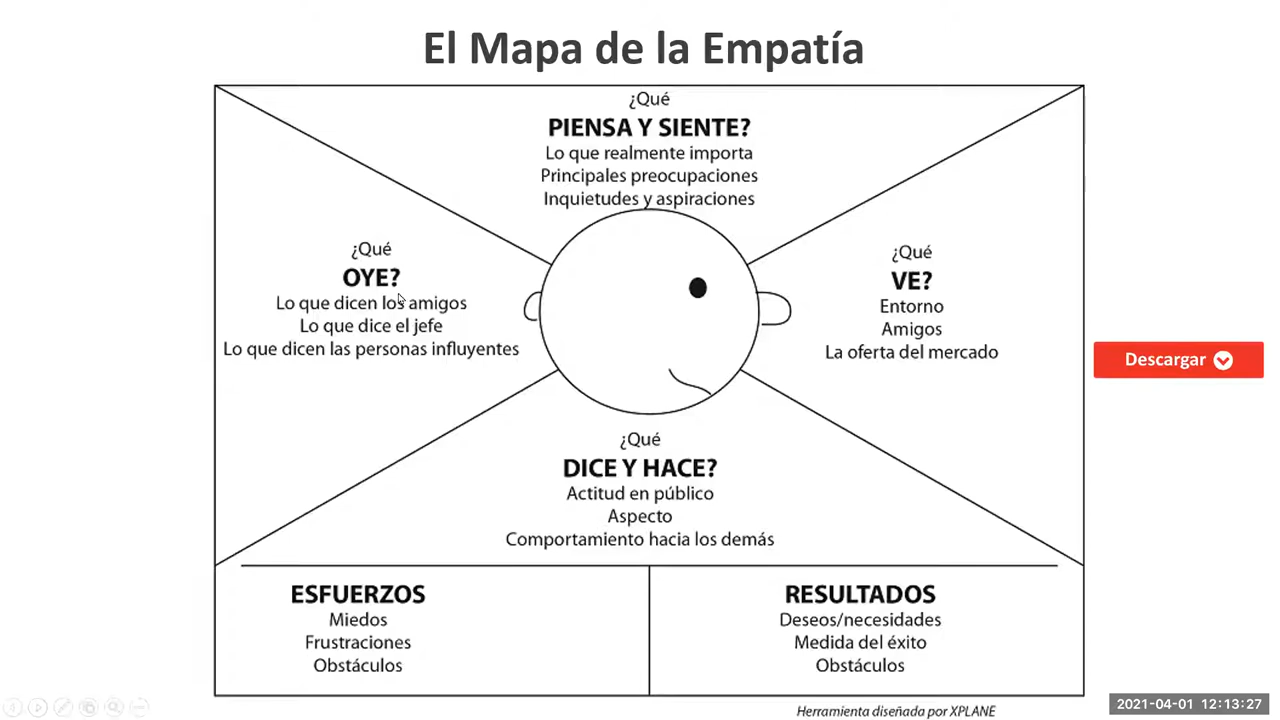 El Mapa de la Empatía
¿Qué
PIENSA Y SIENTE?
Lo que realmente importa
Principales preocupaciones
Inquietudes y aspiraciones
¿Qué
OYE?
Lo que dicen los amigos
Lo que dice el jefe
Lo que dicen las personas influyentes
¿Qué
VE?
Entorno
Amigos
La oferta del mercado
Descargar
¿Qué
DICE Y HACE?
Actitud en público
Aspecto
Comportamiento hacia los demás
ESFUERZOS
Miedos
Frustraciones
Obstáculos
RESULTADOS
Deseos/necesidades
Medida del éxito
Obstáculos
Herramienta diseñada por XPLANE
2021-04-01 12:13:27